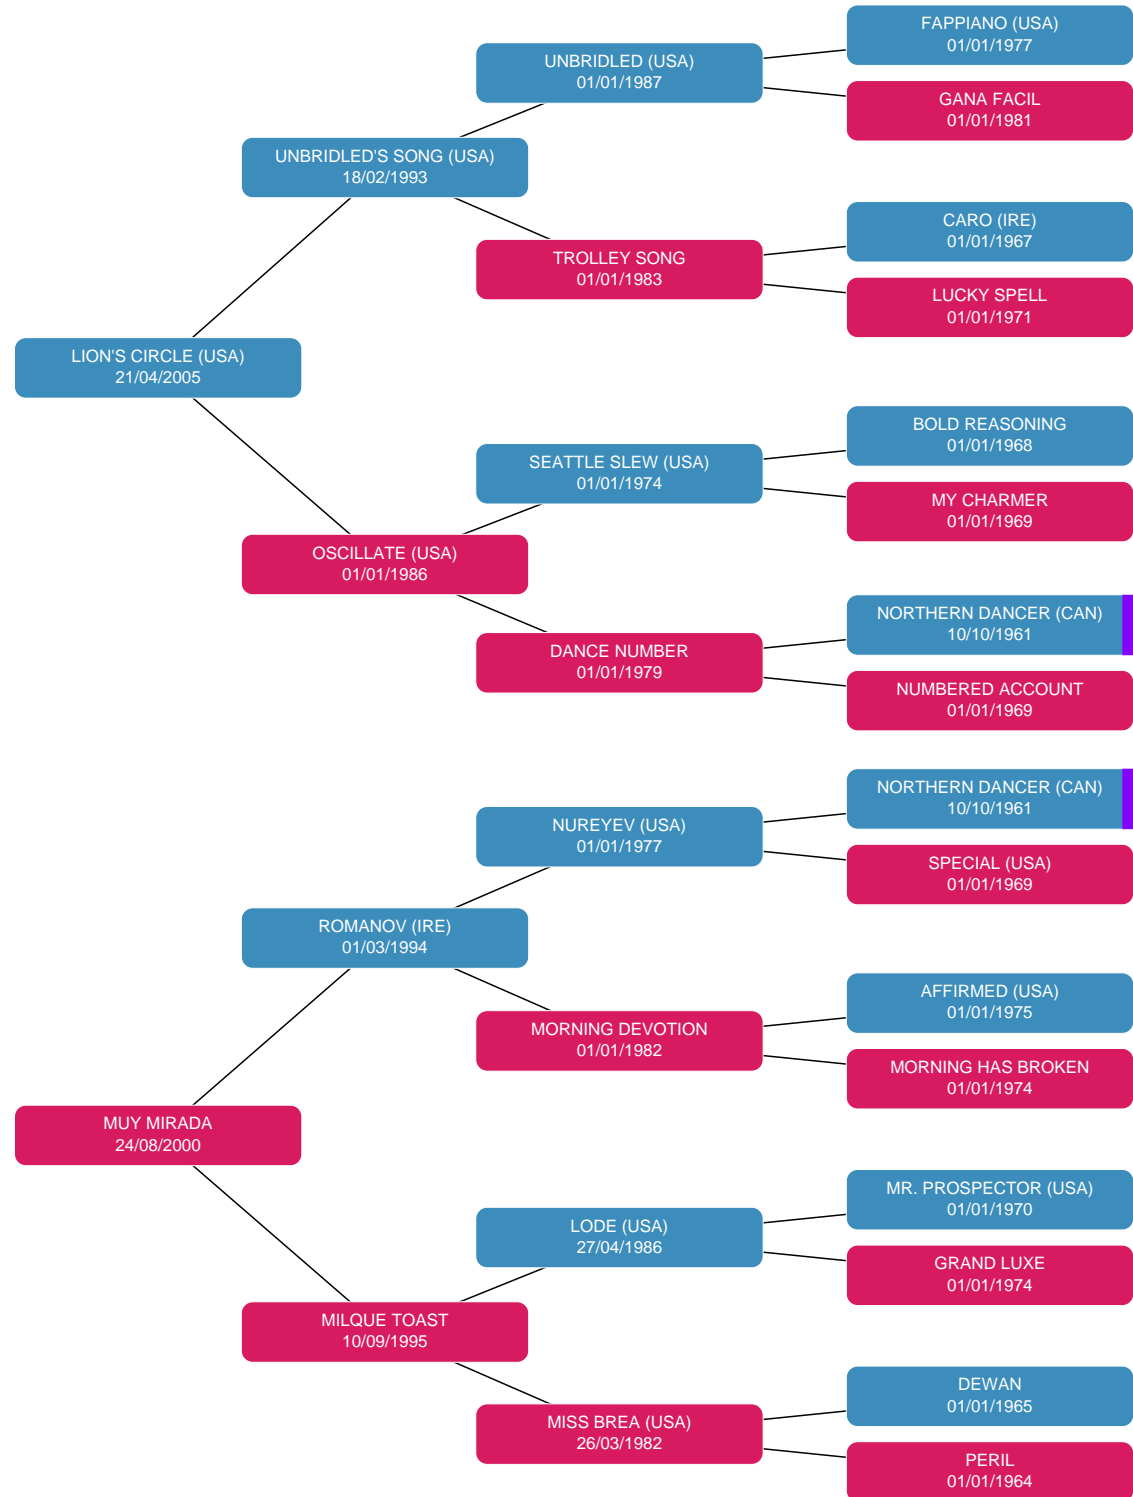 FAPPIANO (USA)
01/01/1977
UNBRIDLED (USA)
01/01/1987
GANA FACIL
01/01/1981
UNBRIDLED'S SONG (USA)
18/02/1993
CARO (IRE)
01/01/1967
TROLLEY SONG
01/01/1983
LUCKY SPELL
01/01/1971
LION'S CIRCLE (USA)
21/04/2005
BOLD REASONING
01/01/1968
SEATTLE SLEW (USA)
01/01/1974
MY CHARMER
01/01/1969
OSCILLATE (USA)
01/01/1986
NORTHERN DANCER (CAN)
10/10/1961
DANCE NUMBER
01/01/1979
NUMBERED ACCOUNT
01/01/1969
NORTHERN DANCER (CAN)
10/10/1961
NUREYEV (USA)
01/01/1977
SPECIAL (USA)
01/01/1969
ROMANOV (IRE)
01/03/1994
AFFIRMED (USA)
01/01/1975
MORNING DEVOTION
01/01/1982
MORNING HAS BROKEN
01/01/1974
MUY MIRADA
24/08/2000
MR. PROSPECTOR (USA)
01/01/1970
LODE (USA)
27/04/1986
GRAND LUXE
01/01/1974
MILQUE TOAST
10/09/1995
DEWAN
01/01/1965
MISS BREA (USA)
26/03/1982
PERIL
01/01/1964